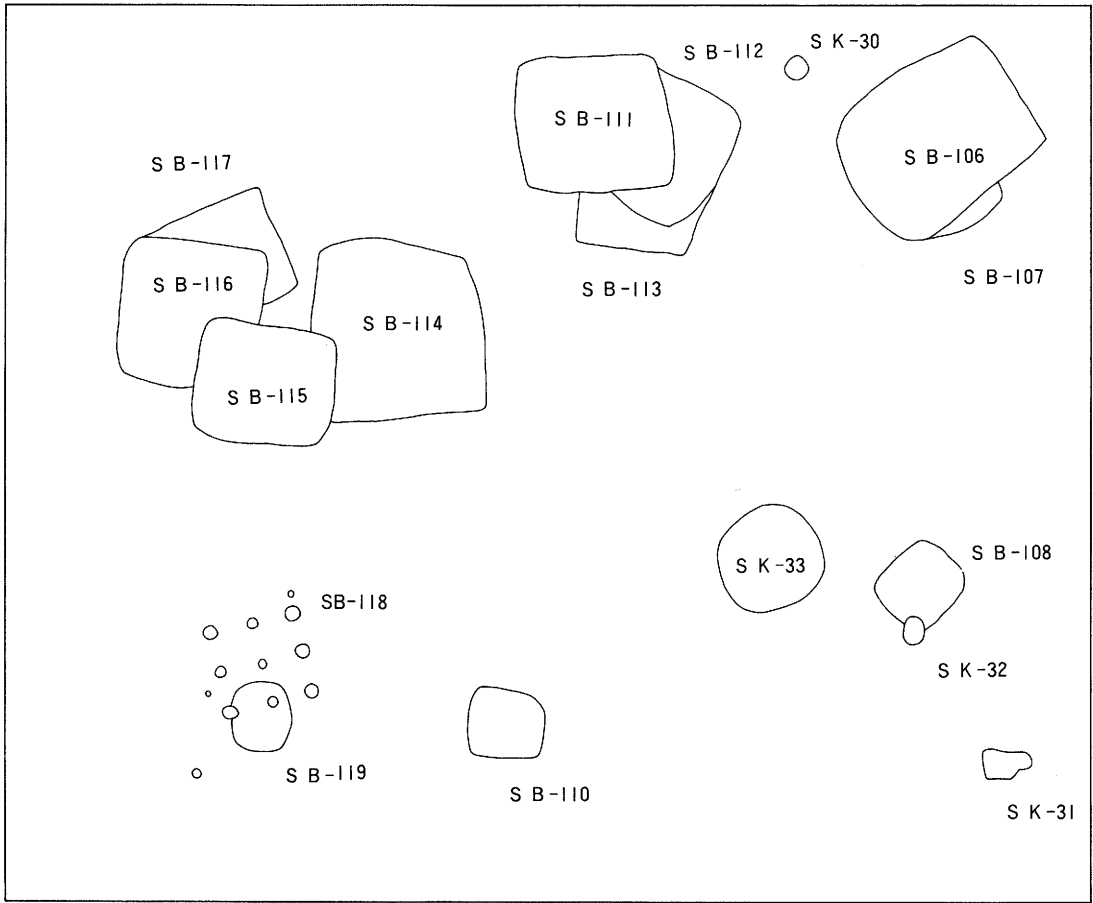 S K-30
S B-112
S B-111
S B-106
S B-117
S B-107
S B-116
S B-113
S B-114
S B-115
S B-108
S K-33
SB-118
S K-32
S B-119
S B-110
S K-31